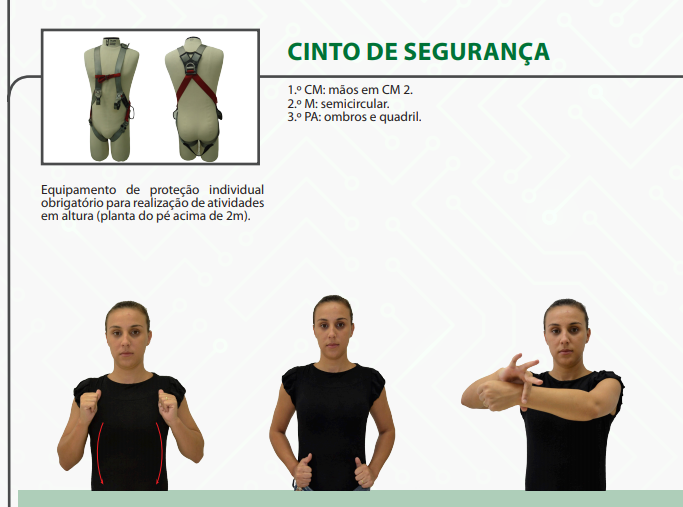 CINTO DE SEGURANÇA
1.º CM: mãos em CM 2.
2.º M: semicircular.
3.º PA: ombros e quadril.
Equipamento de proteção individual
obrigatório para realização de atividades
em altura (planta do pé acima de 2m).